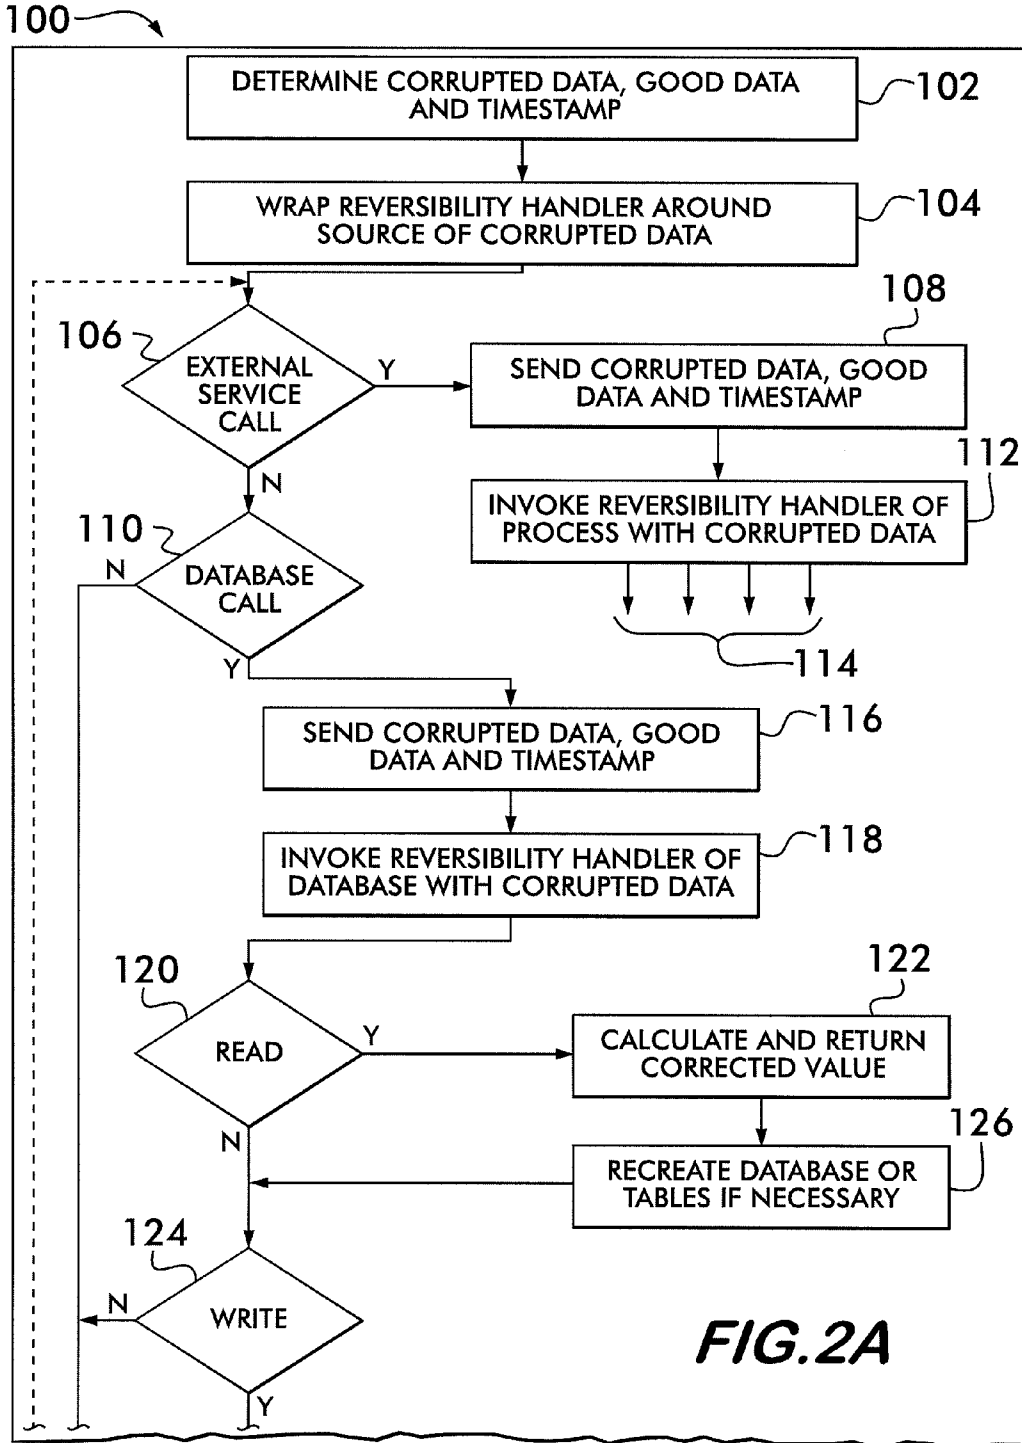 100
DETERMINE CORRUPTED DATA, GOOD DATA
AND TIMESTAMP
102
WRAP REVERSIBILITY HANDLER AROUND
SOURCE OF CORRUPTED DATA
104
106
EXTERNAL
SERVICE
CALL
Y
N
108
SEND CORRUPTED DATA, GOOD
DATA AND TIMESTAMP
112
INVOKE REVERSIBILITY HANDLER OF
PROCESS WITH CORRUPTED DATA
114
110
N
DATABASE
CALL
Y
SEND CORRUPTED DATA, GOOD
DATA AND TIMESTAMP
116
INVOKE REVERSIBILITY HANDLER OF
DATABASE WITH CORRUPTED DATA
118
120
READ
Y
N
122
CALCULATE AND RETURN
CORRECTED VALUE
126
RECREATE DATABASE OR
TABLES IF NECESSARY
124
N
WRITE
Y
FIG.2A